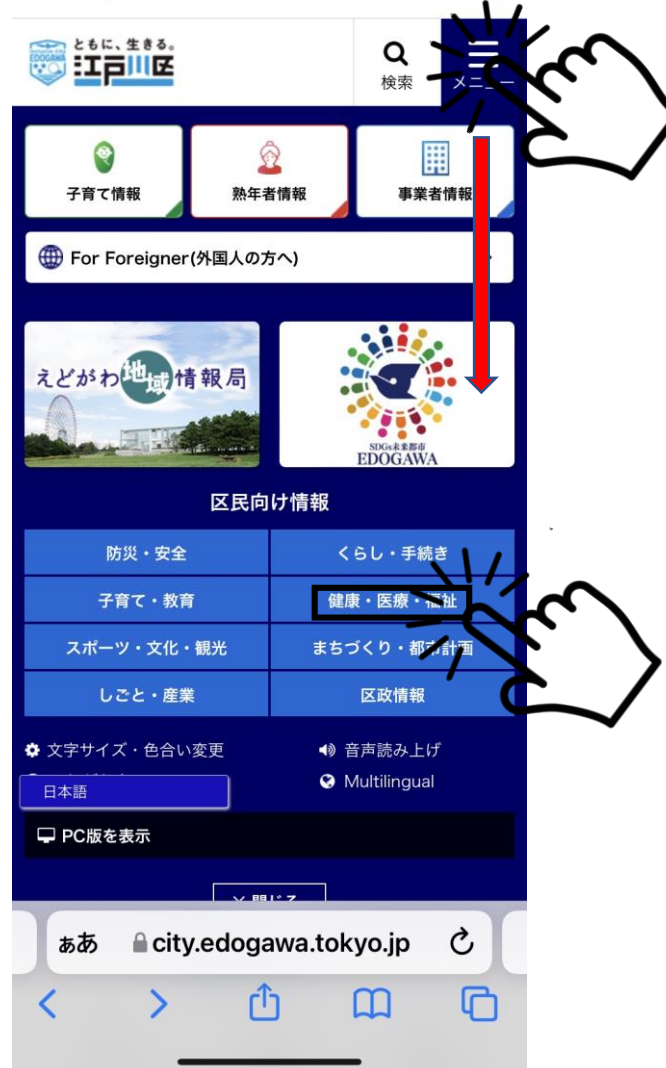 ともに、生きる。
EDOGAWA
江戸川区
検索
メニュー
子育て情報
熟年者情報
事業者情報
For Foreigner(外国人の方へ)
えどがわ地域情報局
SDGs未来都市
EDOGAWA
区民向け情報
防災・安全
くらし・手続き
子育て・教育
健康・医療・福祉
スポーツ・文化・観光
まちづくり・都市計画
しごと・産業
区政情報
文字サイズ・色合い変更
音声読み上げ
日本語
Multilingual
PC版を表示
ぁあ
city.edogawa.tokyo.jp